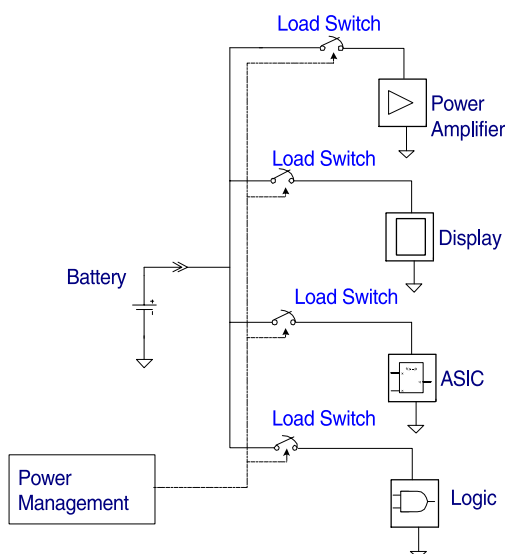 Load Switch
Power
Amplifier
Load Switch
Display
Battery
Load Switch
ASIC
Load Switch
Power
Management
Logic